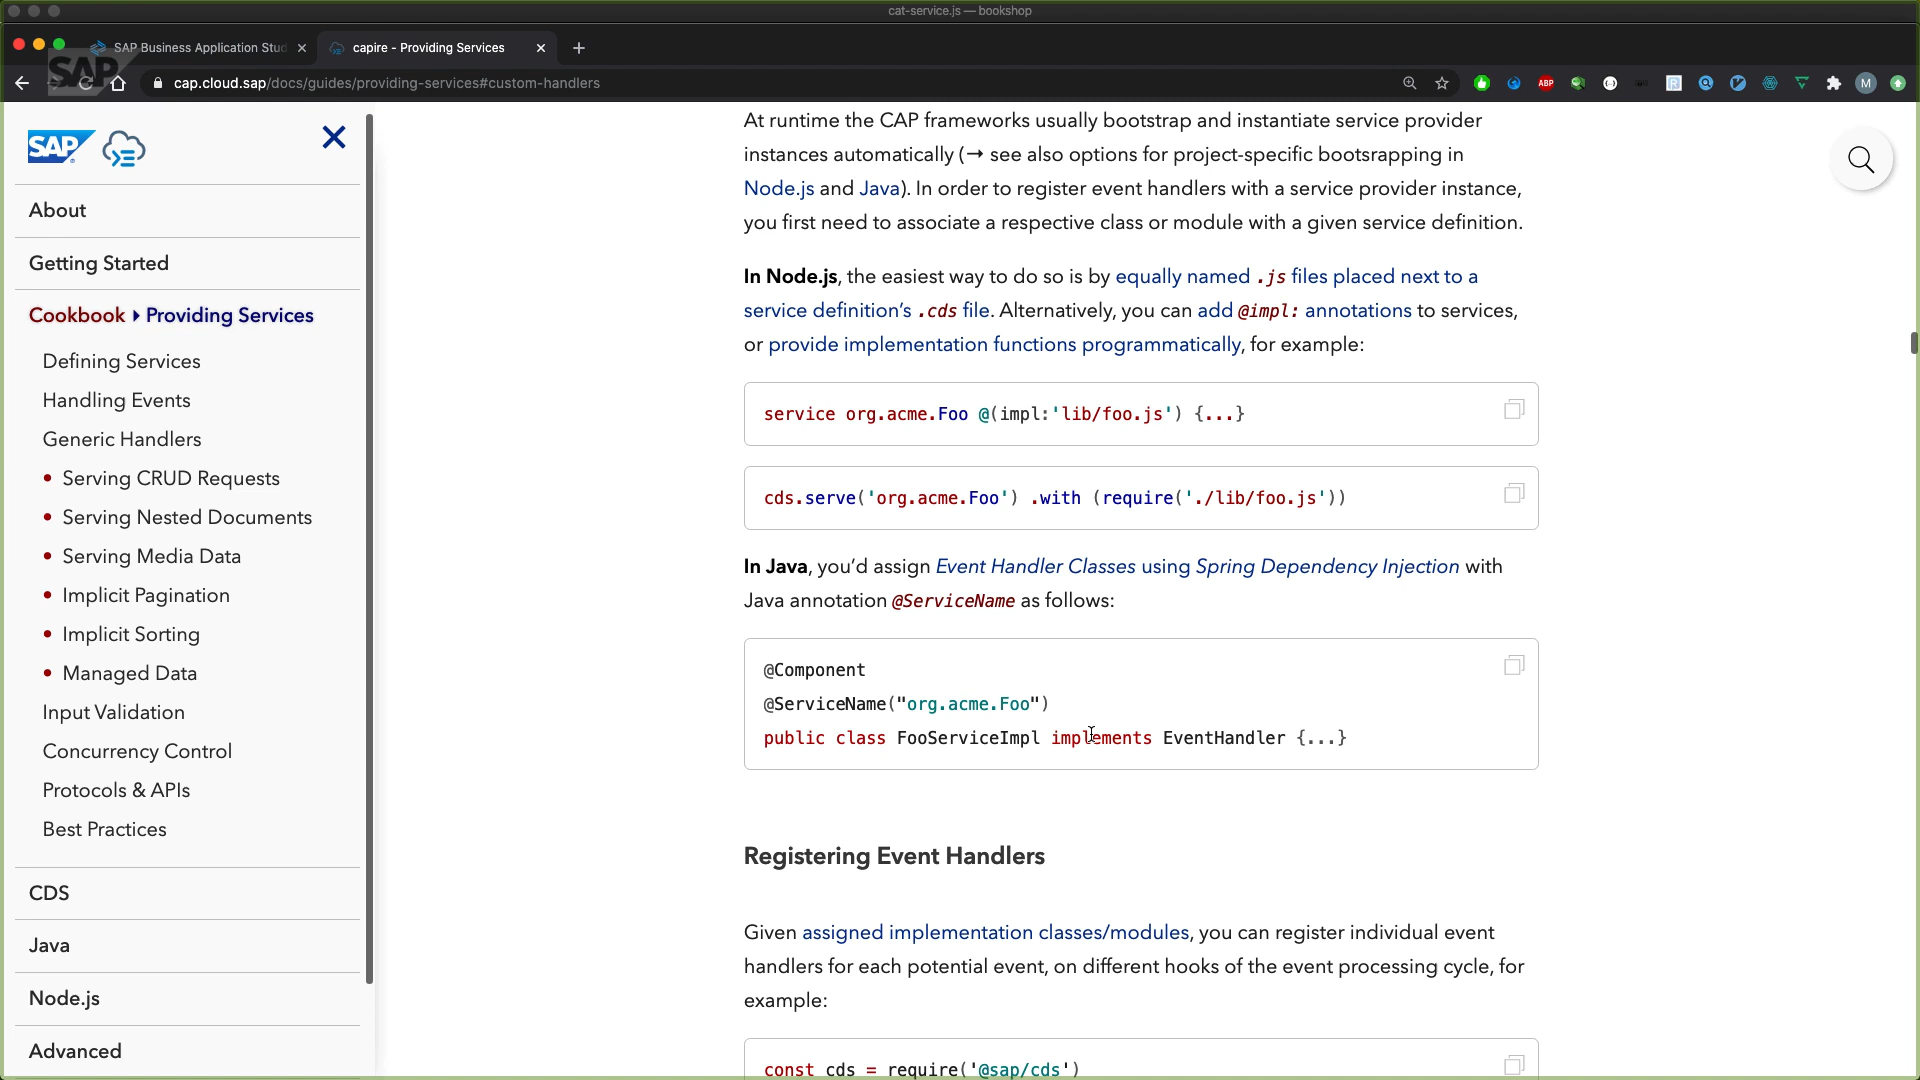 cat-service.js — bookshop
SAP Business Application Stud
capire - Providing Services
cap.cloud.sap/docs/guides/providing-services#custom-handlers
SAP
ABP
M
SAP
About
Getting Started
Cookbook Providing Services
Defining Services
Handling Events
Generic Handlers
• Serving CRUD Requests
• Serving Nested Documents
• Serving Media Data
• Implicit Pagination
• Implicit Sorting
• Managed Data
Input Validation
Concurrency Control
Protocols & APIs
Best Practices
CDS
Java
Node.js
Advanced
At runtime the CAP frameworks usually bootstrap and instantiate service provider
instances automatically (→ see also options for project-specific bootsrapping in
Node.js and Java). In order to register event handlers with a service provider instance,
you first need to associate a respective class or module with a given service definition.
In Node.js, the easiest way to do so is by equally named .js files placed next to a
service definition’s .cds file. Alternatively, you can add @impl: annotations to services,
or provide implementation functions programmatically, for example:
service org.acme.Foo @(impl:'lib/foo.js') {...}
cds.serve('org.acme.Foo') .with (require('./lib/foo.js'))
In Java, you’d assign Event Handler Classes using Spring Dependency Injection with
Java annotation @ServiceName as follows:
@Component
@ServiceName("org.acme.Foo")
public class FooServiceImpl implements EventHandler {...}
Registering Event Handlers
Given assigned implementation classes/modules, you can register individual event
handlers for each potential event, on different hooks of the event processing cycle, for
example:
const cds = require('@sap/cds')